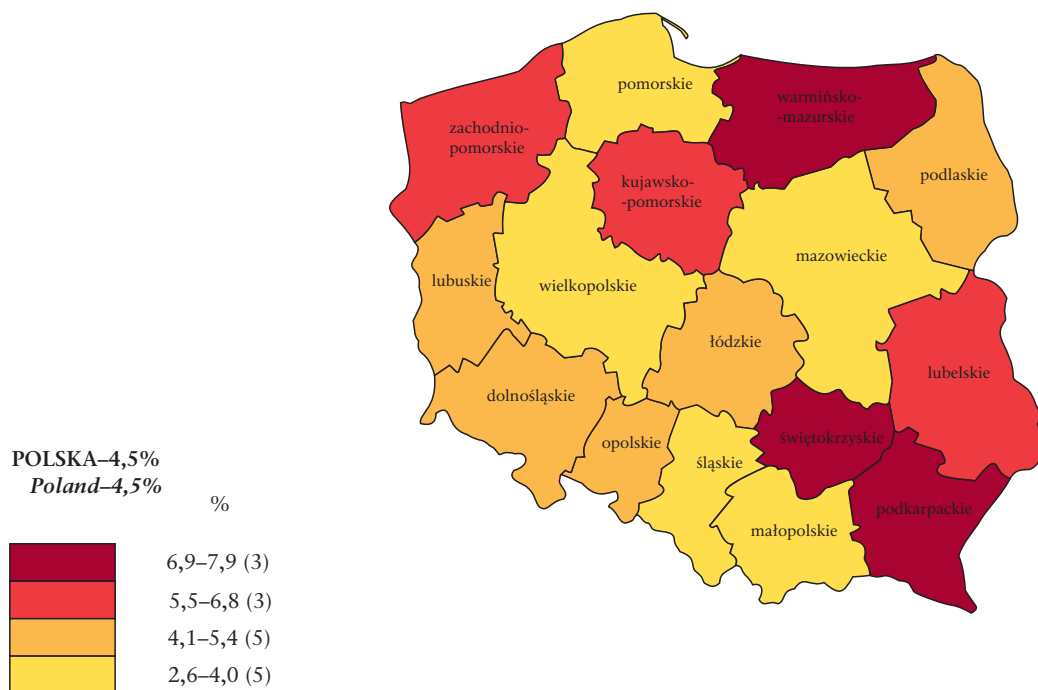 pomorskie
warmińsko-
-mazurskie
zachodnio-
pomorskie
kujawsko-
-pomorskie
podlaskie
mazowieckie
lubuskie
wielkopolskie
łódzkie
lubelskie
dolnośląskie
opolskie
świętokrzyskie
śląskie
podkarpackie
małopolskie
POLSKA–4,5%
Poland–4,5%
%
6,9–7,9 (3)
5,5–6,8 (3)
4,1–5,4 (5)
2,6–4,0 (5)